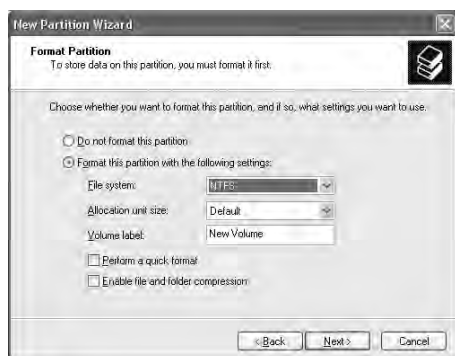 New Partition Wizard
Format Partition
To store data on this partition, you must format it first.
Choose whether you want to format this partition, and if so, what settings you want to use.
Do not format this partition
Format this partition with the following settings:
File system: NTFS
Allocation unit size: Default
Volume label: New Volume
Perform a quick format
Enable file and folder compression
< Back Next > Cancel